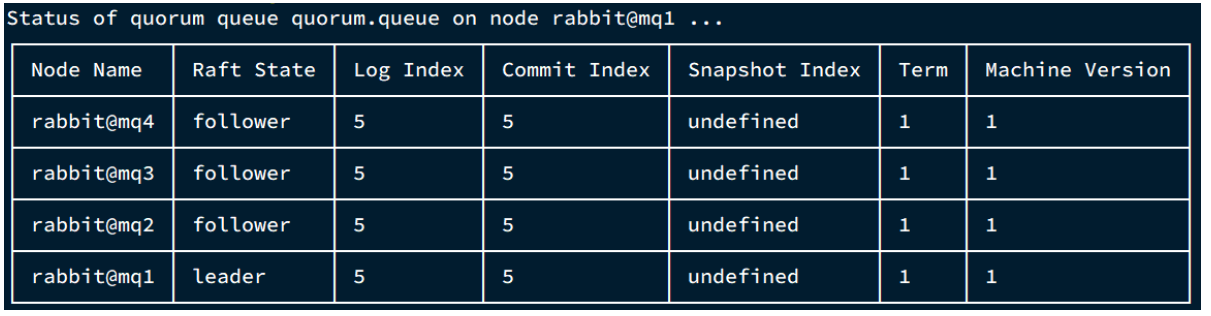 Status of quorum queue quorum.queue on node rabbit@mq1 ...
Node Name Raft State Log Index Commit Index Snapshot Index Term Machine Version
rabbit@mq4 follower 5 5 undefined 1 1
rabbit@mq3 follower 5 5 undefined 1 1
rabbit@mq2 follower 5 5 undefined 1 1
rabbit@mq1 leader 5 5 undefined 1 1